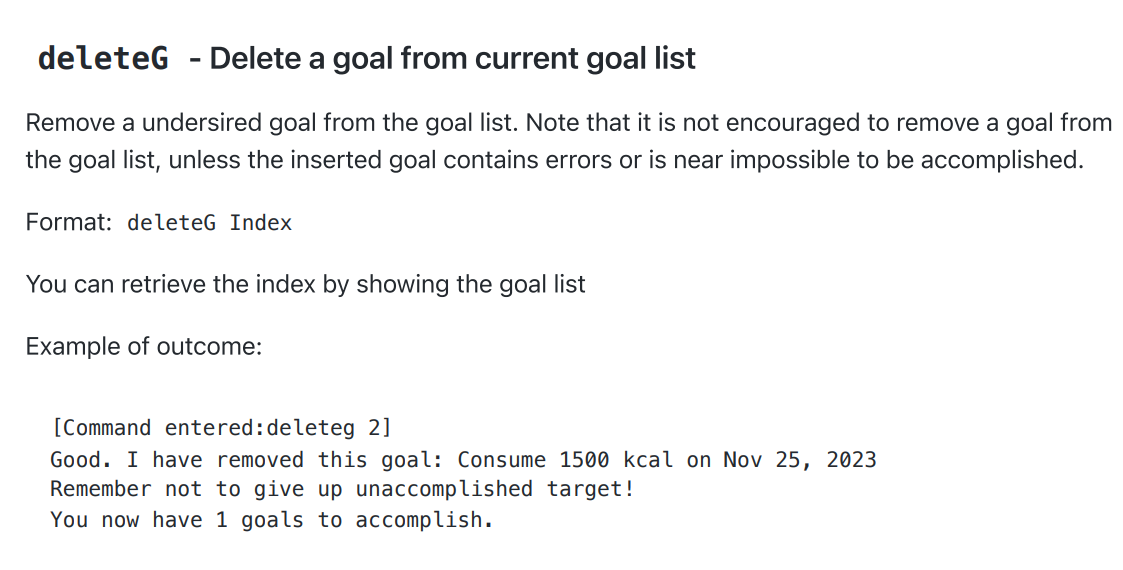 deleteG - Delete a goal from current goal list
Remove a undersired goal from the goal list. Note that it is not encouraged to remove a goal from
the goal list, unless the inserted goal contains errors or is near impossible to be accomplished.
Format: deleteG Index
You can retrieve the index by showing the goal list
Example of outcome:
[Command entered:deleteg 2]
Good. I have removed this goal: Consume 1500 kcal on Nov 25, 2023
Remember not to give up unaccomplished target!
You now have 1 goals to accomplish.